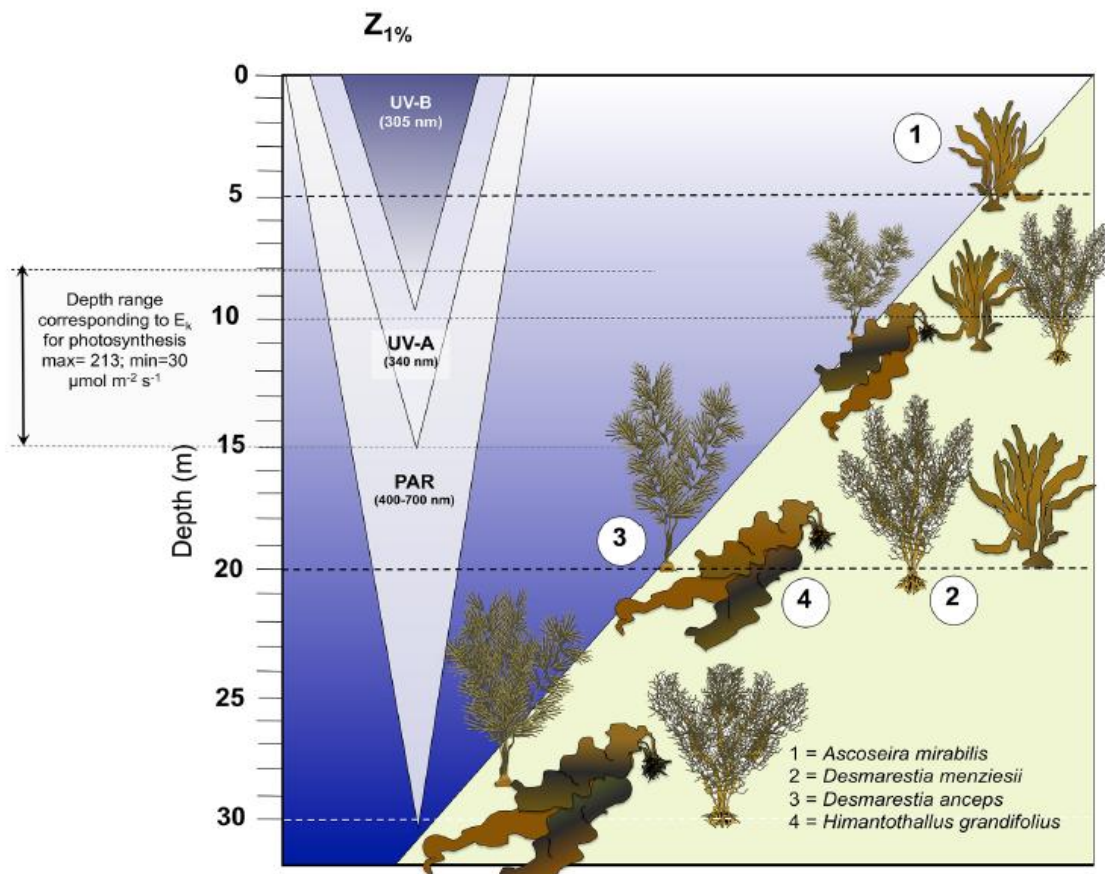 Z1%
0
5
10
15
20
25
30
Depth (m)
UV-B
(305 nm)
UV-A
(340 nm)
PAR
(400-700 nm)
Depth range
corresponding to Ek
for photosynthesis
max= 213; min=30
µmol m-2 s-1
1
3
4
2
1 = Ascoseira mirabilis
2 = Desmarestia menziesii
3 = Desmarestia anceps
4 = Himantothallus grandifolius